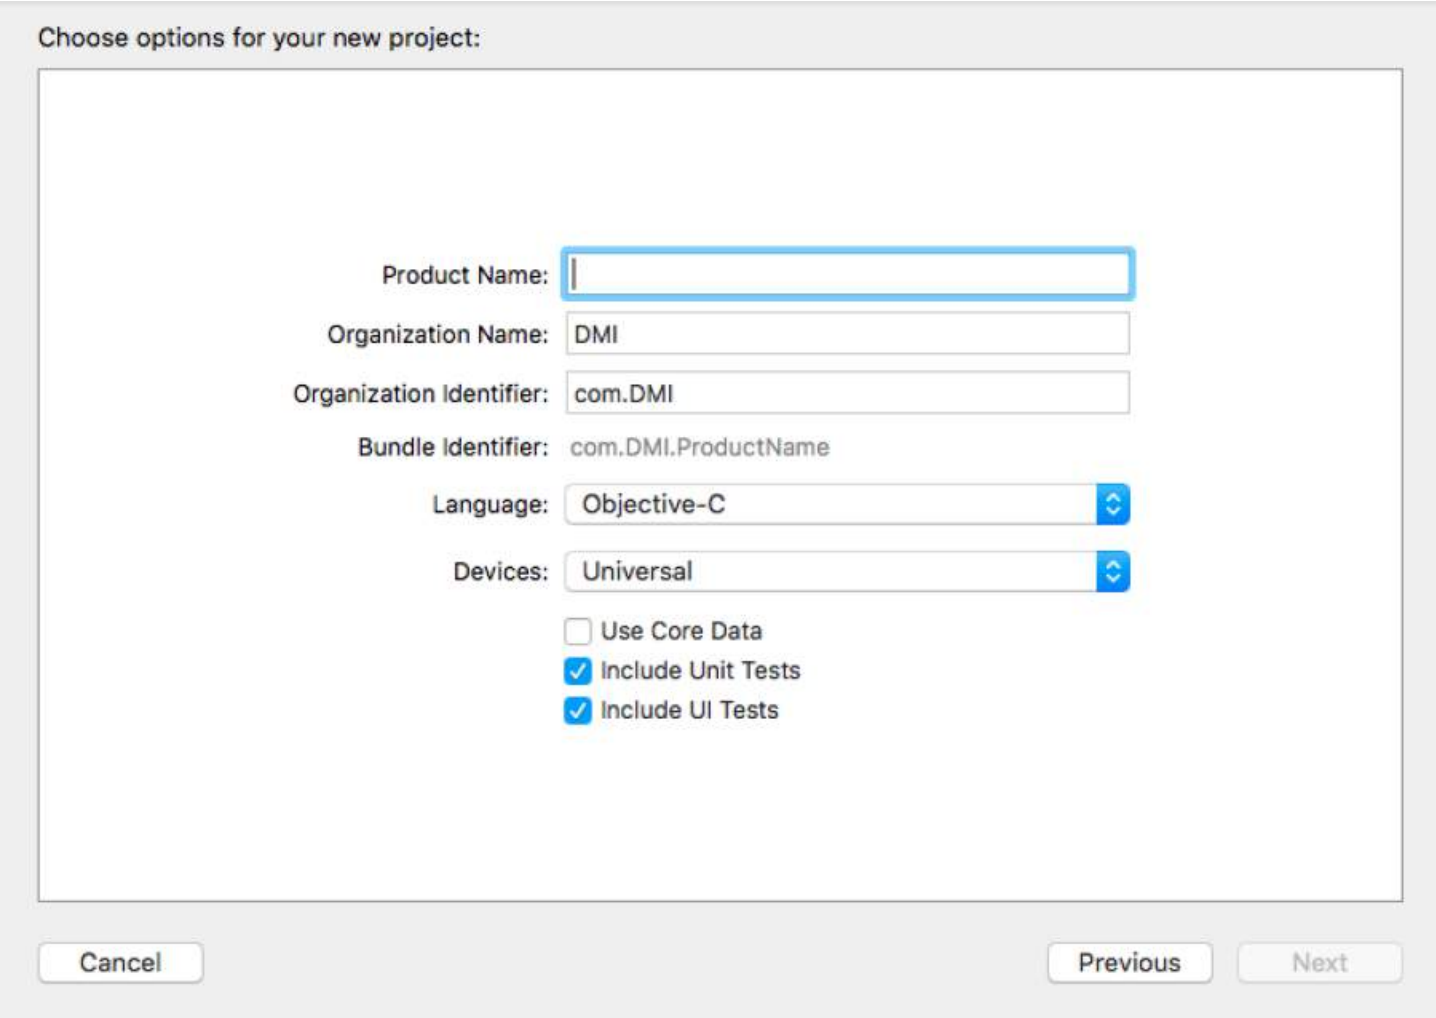 Choose options for your new project:
Product Name:
Organization Name: DMI
Organization Identifier: com.DMI
Bundle Identifier: com.DMI.ProductName
Language: Objective-C
Devices: Universal
Use Core Data
Include Unit Tests
Include UI Tests
Cancel Previous Next